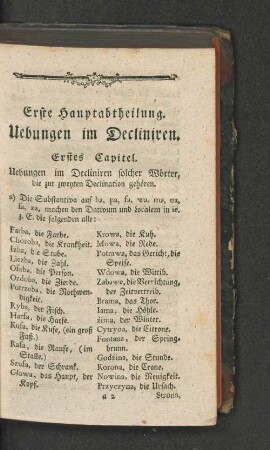 Erste Hauptabtheilung.
Uebungen im Decliniren.
Erstes Capitel.
Uebungen im Decliniren solcher Wörter,
die zur zweyten Declination gehören.
a) Die Substantiva auf ba, pa, fa, wa, ma, na,
sa, za, machen den Dativum und Localem in ie.
z. E. die folgenden alle:
Farba, die Farbe.
Choroba, die Krankheit.
Izba, die Stube.
Liczba, die Zahl.
Osoba, die Person.
Ozdoba, die Zierde.
Potrzeba, die Nothwen-
digkeit.
Ryba, der Fisch.
Harfa, die Harfe.
Kufa, die Kufe, (ein groß
Faß.)
Rafa, die Raufe, (im
Stalle.)
Szafa, der Schrank.
Głowa, das Haupt, der
Kopf.
Krowa, die Kuh.
Mowa, die Rede.
Potrawa, das Gericht, die
Speise.
Wdowa, die Wittib.
Zabawa, die Verrichtung,
der Zeitvertreib.
Brama, das Thor.
Iama, die Höhle.
Zima, der Winter.
Cytryna, die Citrone.
Fontana, der Spring-
brunn.
Godzina, die Stunde.
Korona, die Crone.
Nowina, die Neuigkeit.
Przyczyna, die Ursach.
a 2
Strona,